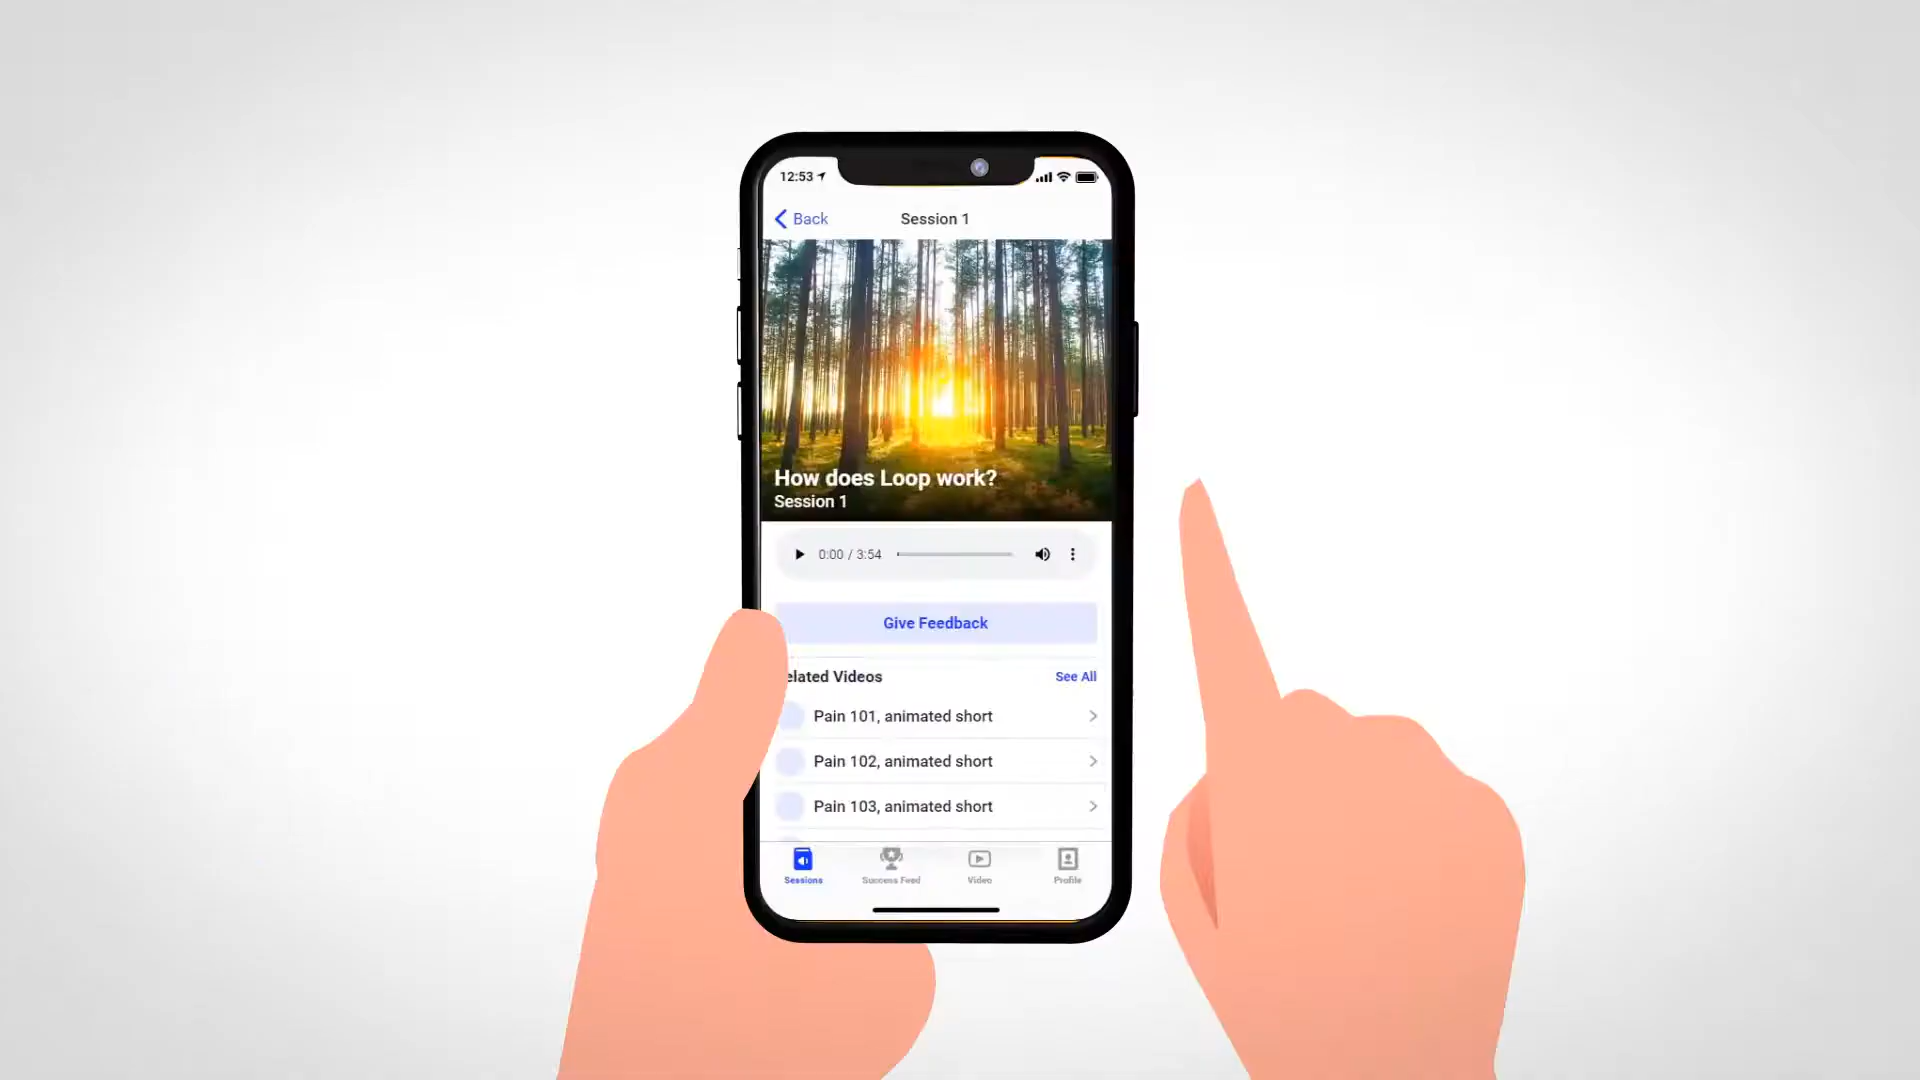 12:53
Back
Session 1
How does Loop work?
Session 1
0:00 / 3:54
Give Feedback
elated Videos
See All
Pain 101, animated short
Pain 102, animated short
Pain 103, animated short
Sessions
Success Feed
Video
Profile